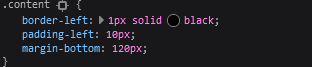 .content {
border-left: 1px solid black;
padding-left: 10px;
margin-bottom: 120px;
}